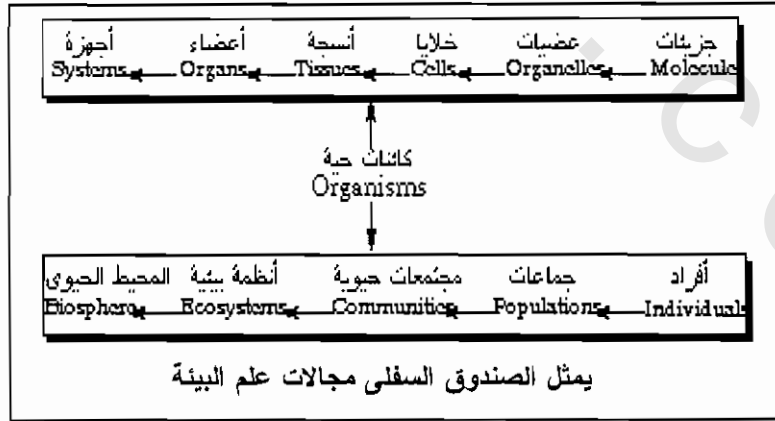 جزيئات عضيات خلايا أنسجة أعضاء أجهزة
Molecule Organelles Cells Tissues Organs Systems
كائنات حية
Organisms
أفراد جماعات مجتمعات حيوية أنظمة بيئية المحيط الحيوى
Individuals Populations Communities Ecosystems Biosphere
يمثل الصندوق السفلى مجالات علم البيئة